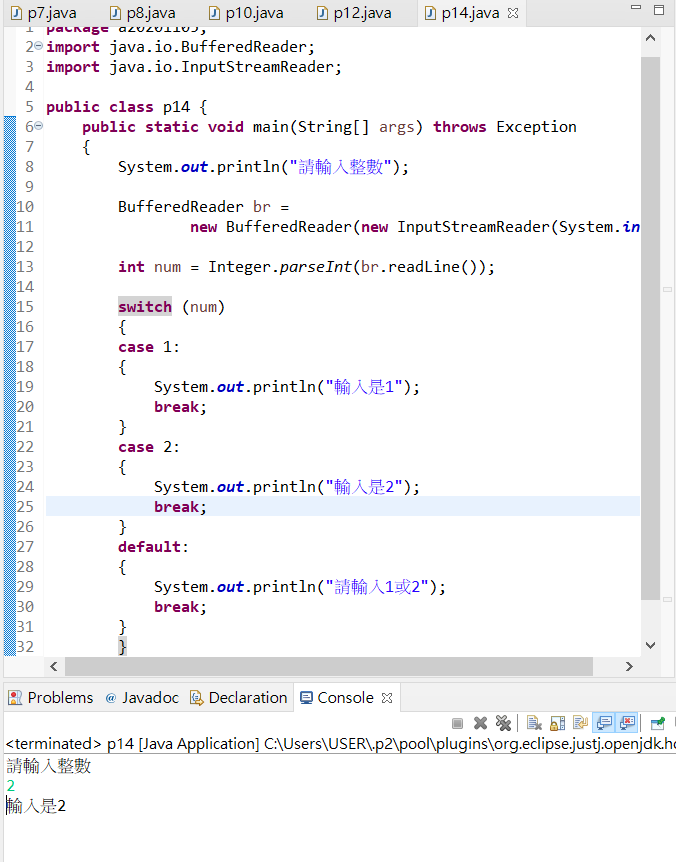 p7.java p8.java p10.java p12.java p14.java
1 package a20201105;
2 import java.io.BufferedReader;
3 import java.io.InputStreamReader;
4
5 public class p14 {
6 public static void main(String[] args) throws Exception
7 {
8 System.out.println("請輸入整數");
9
10 BufferedReader br =
11 new BufferedReader(new InputStreamReader(System.in
12
13 int num = Integer.parseInt(br.readLine());
14
15 switch (num)
16 {
17 case 1:
18 {
19 System.out.println("輸入是1");
20 break;
21 }
22 case 2:
23 {
24 System.out.println("輸入是2");
25 break;
26 }
27 default:
28 {
29 System.out.println("請輸入1或2");
30 break;
31 }
32 }
Problems @ Javadoc Declaration Console
<terminated> p14 [Java Application] C:\Users\USER\.p2\pool\plugins\org.eclipse.justj.openjdk.ho
請輸入整數
2
輸入是2